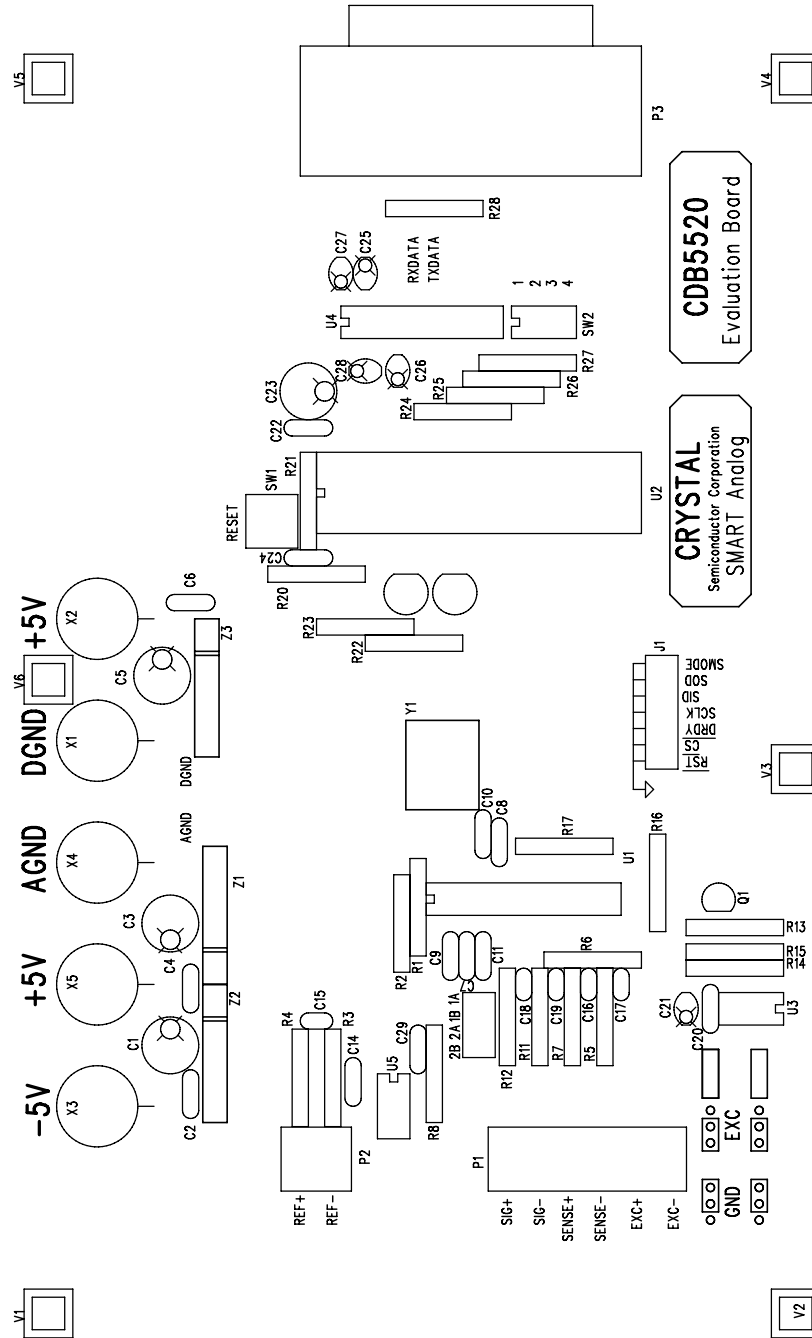 V5
V4
P3
R28
CDB5520
Evaluation Board
C27
C25
RXDATA
TXDATA
U4
1
2
3
4
SW2
C23
C28
C26
R27
R26
R25
R24
C22
R21
SW1
RESET
C24
R20
U2
CRYSTAL
Semiconductor Corporation
SMART Analog
+5V
X2
C6
Z3
V6
C5
R23
R22
DGND
X1
DGND
Y1
J1
SMODE
SOD
SID
SCLK
DRDY
CS
RST
V3
AGND
X4
AGND
Z1
C3
C4
C10
C8
R17
U1
R16
Q1
R2
R1
R13
R15
R14
+5V
X5
Z2
C9
C11
R6
2B 2A 1B 1A
C18
C19
C16
C17
C21
C20
U3
R4
C15
R3
C14
C29
U5
R8
R12
R11
R7
R5
-5V
X3
C1
C2
P2
REF+
REF-
P1
SIG+
SIG-
SENSE+
SENSE-
EXC+
EXC-
EXC
GND
V1
V2